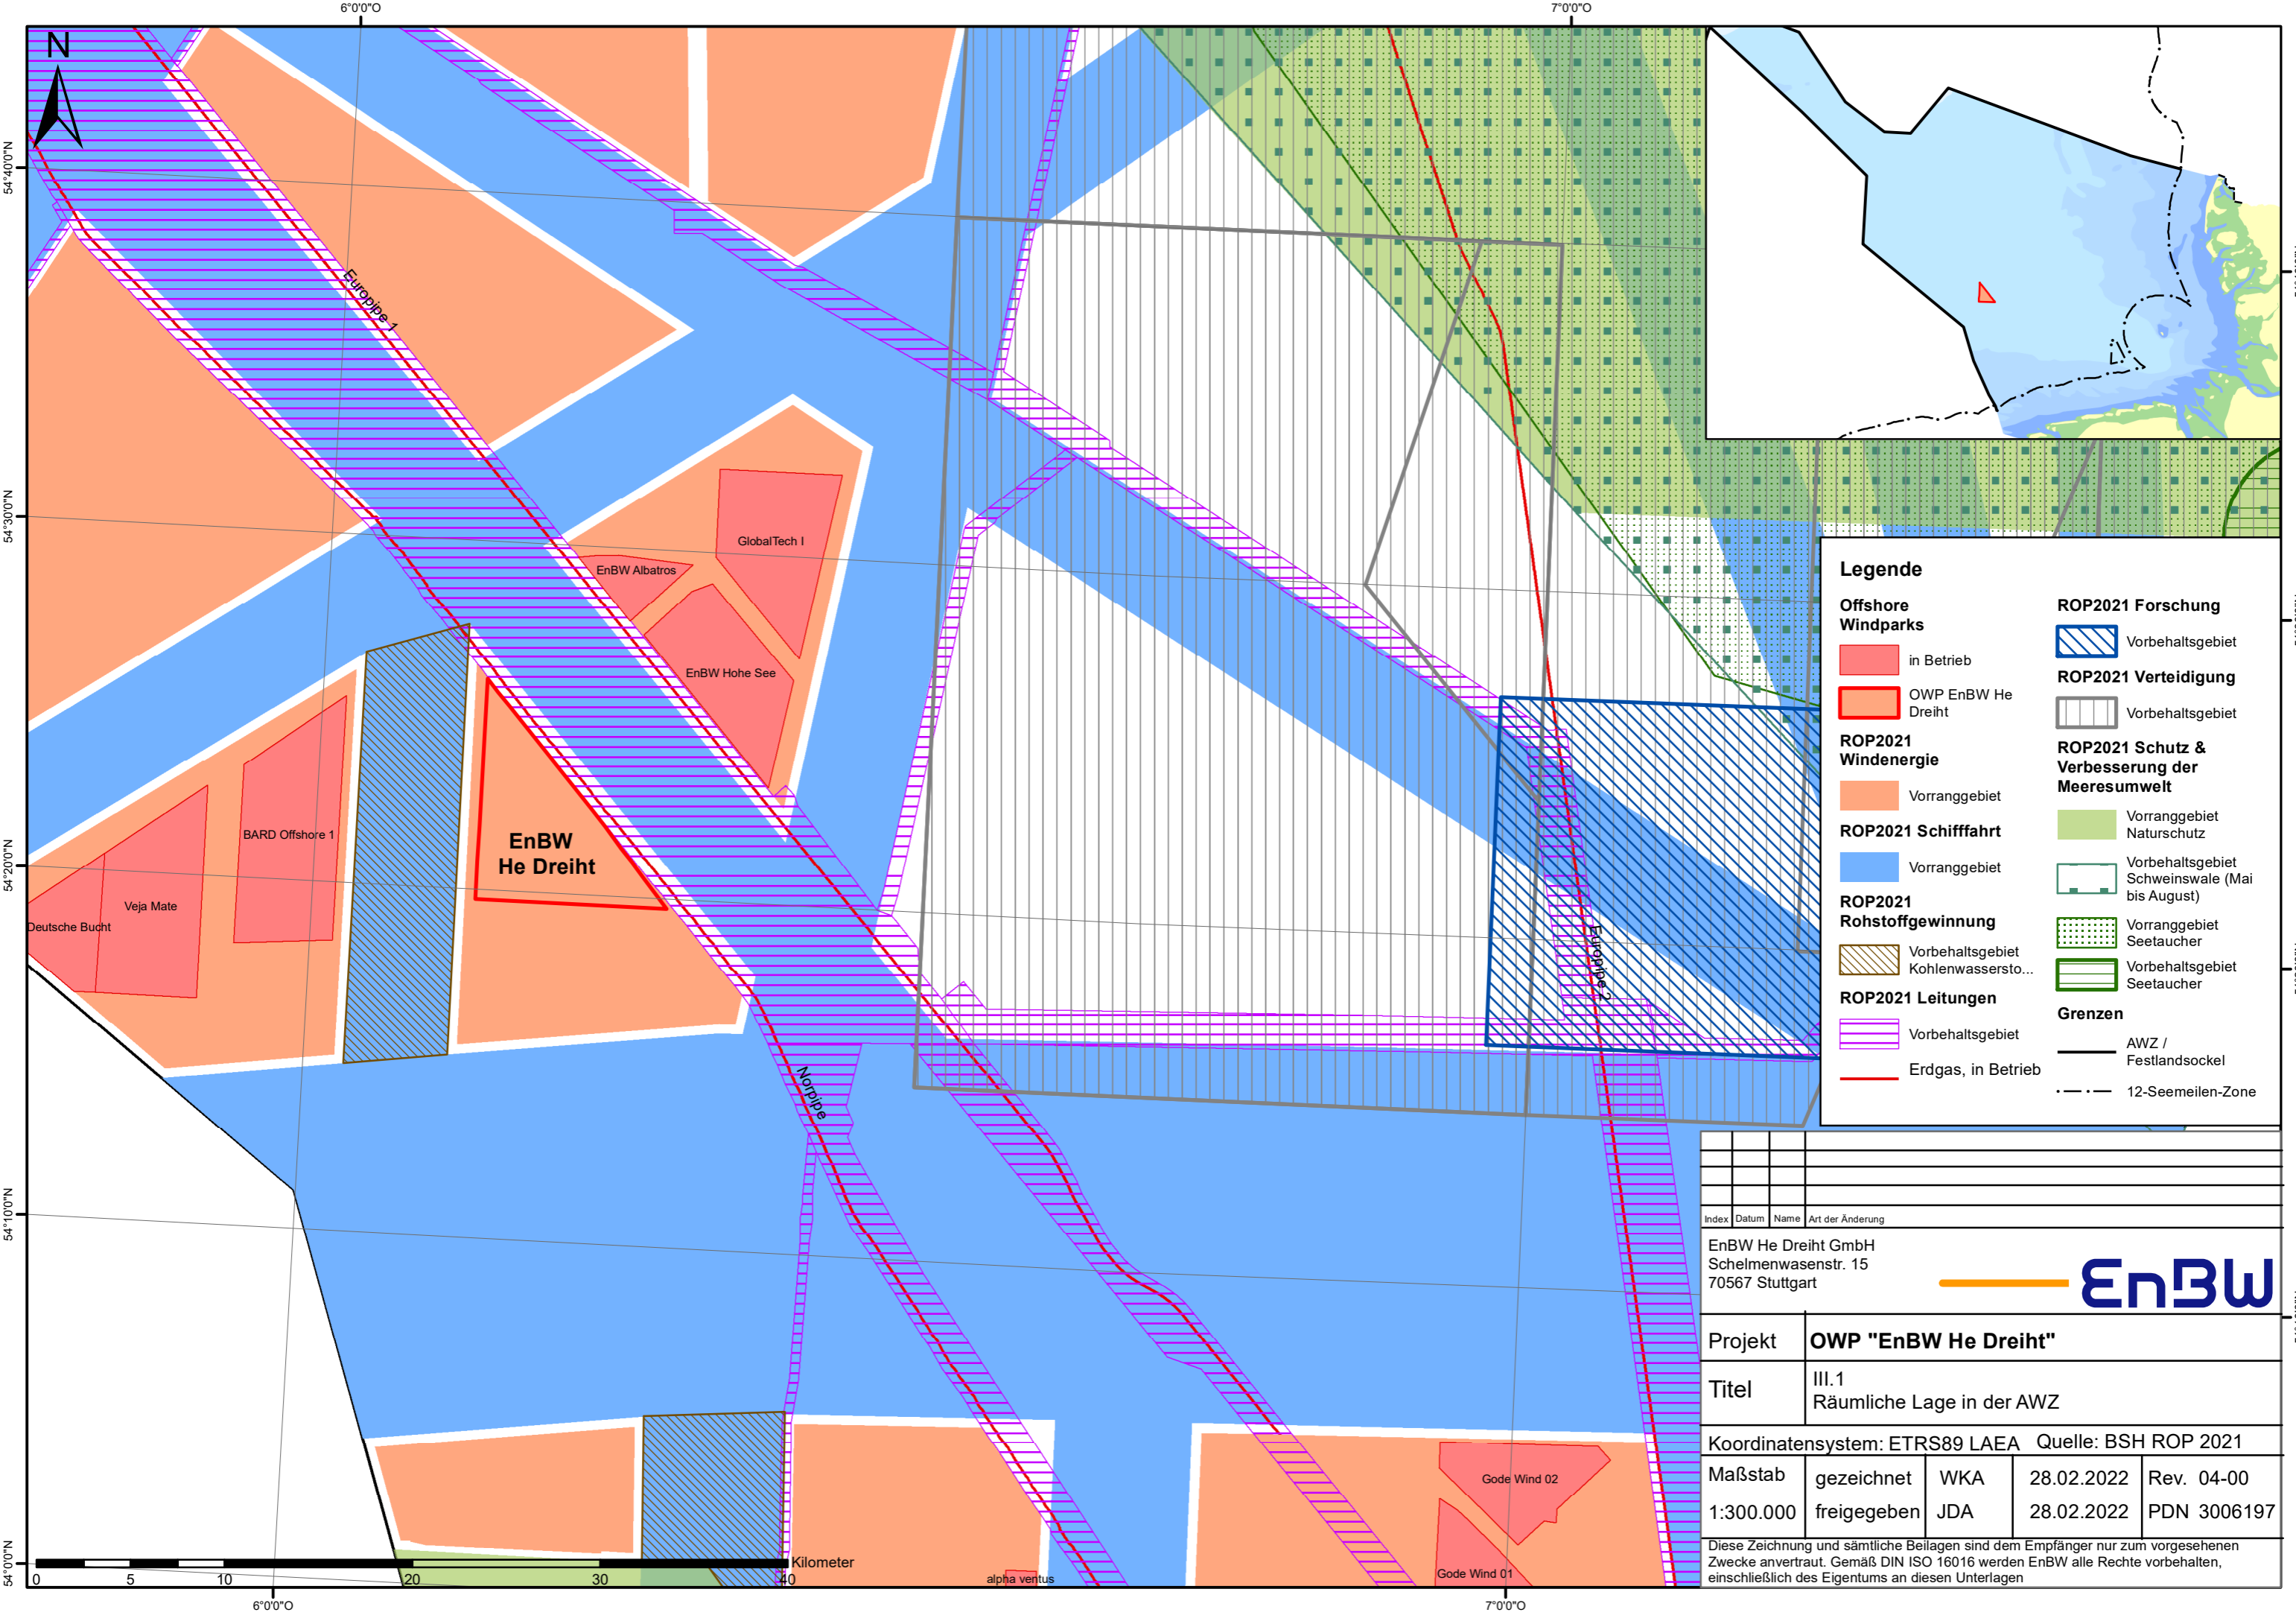 6°0'0"O
7°0'0"O
N
54°40'0"N
54°30'0"N
54°20'0"N
54°10'0"N
54°0'0"N
Europipe 1
GlobalTech I
EnBW Albatros
EnBW Hohe See
BARD Offshore 1
EnBW
He Dreiht
Veja Mate
Deutsche Bucht
Europipe 2
Norpipe
Gode Wind 02
Gode Wind 01
alpha ventus
Kilometer
0 5 10 20 30 40
6°0'0"O
7°0'0"O
Legende
Offshore
Windparks
in Betrieb
OWP EnBW He
Dreiht
ROP2021
Windenergie
Vorranggebiet
ROP2021 Schifffahrt
Vorranggebiet
ROP2021
Rohstoffgewinnung
Vorbehaltsgebiet
Kohlenwassersto...
ROP2021 Leitungen
Vorbehaltsgebiet
Erdgas, in Betrieb
ROP2021 Forschung
Vorbehaltsgebiet
ROP2021 Verteidigung
Vorbehaltsgebiet
ROP2021 Schutz &
Verbesserung der
Meeresumwelt
Vorranggebiet
Naturschutz
Vorbehaltsgebiet
Schweinswale (Mai
bis August)
Vorranggebiet
Seetaucher
Vorbehaltsgebiet
Seetaucher
Grenzen
AWZ /
Festlandsockel
12-Seemeilen-Zone
Index Datum Name Art der Änderung
EnBW He Dreiht GmbH
Schelmenwasenstr. 15
70567 Stuttgart
EnBW
Projekt OWP "EnBW He Dreiht"
Titel III.1
Räumliche Lage in der AWZ
Koordinatensystem: ETRS89 LAEA Quelle: BSH ROP 2021
Maßstab gezeichnet WKA 28.02.2022 Rev. 04-00
1:300.000 freigegeben JDA 28.02.2022 PDN 3006197
Diese Zeichnung und sämtliche Beilagen sind dem Empfänger nur zum vorgesehenen
Zwecke anvertraut. Gemäß DIN ISO 16016 werden EnBW alle Rechte vorbehalten,
einschließlich des Eigentums an diesen Unterlagen